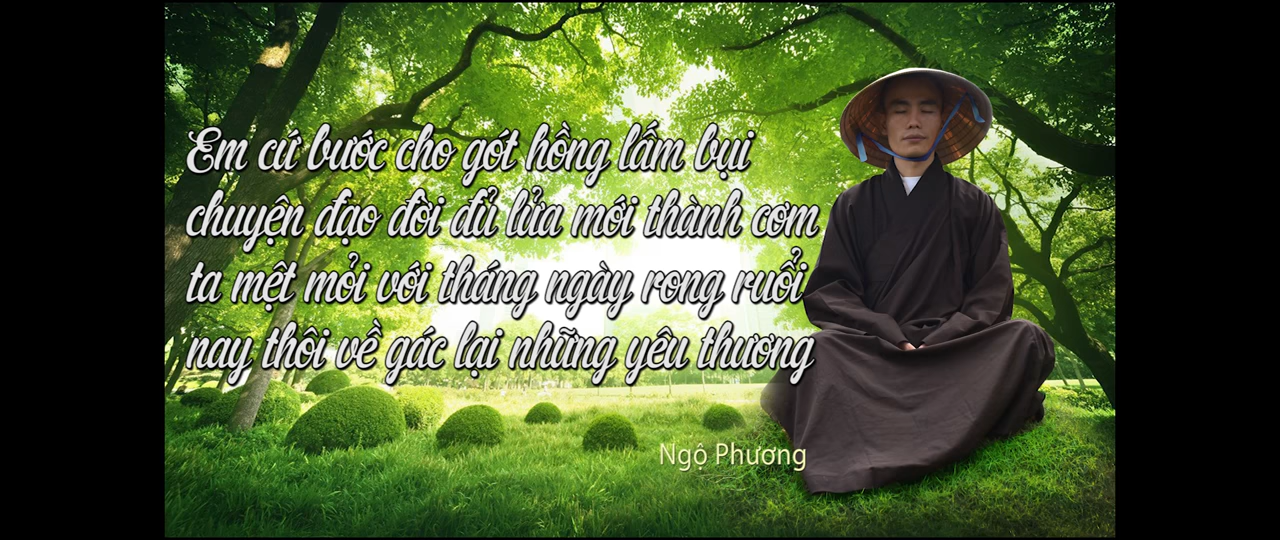 Em cứ bước cho gót hồng lấm bụi
chuyện đạo đời đủ lửa mới thành cơm
ta mệt mỏi với tháng ngày rong ruổi
nay thôi về gác lại những yêu thương
Ngộ Phương